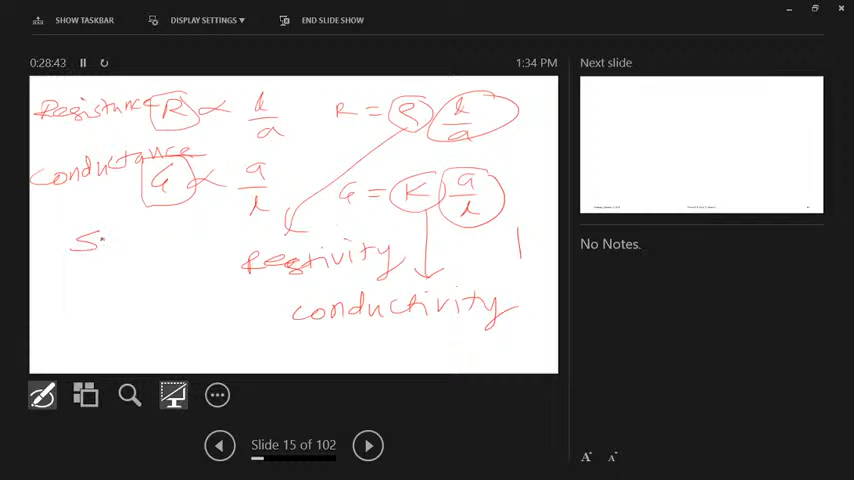 SHOW TASKBAR DISPLAY SETTINGS ▼ END SLIDE SHOW
0:28:43 1:34 PM Next slide
Resistance R ∝ l/a R = ρ l/a
Conductance G ∝ a/l G = K a/l
S
Resstivity
conductivity
No Notes.
Slide 15 of 102
A A